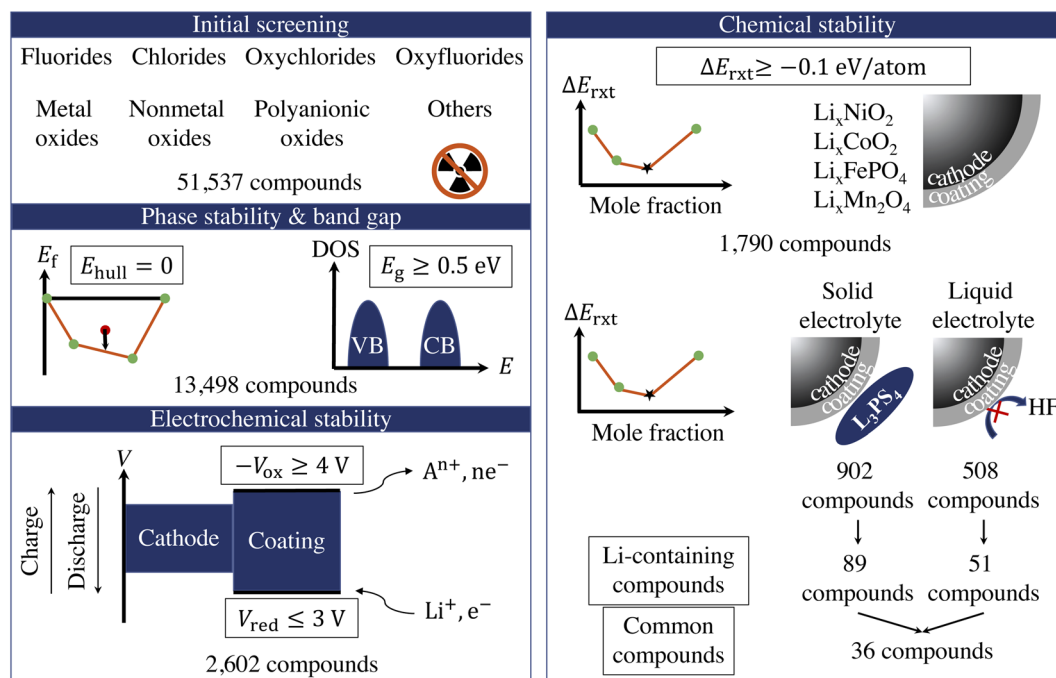 Initial screening
Fluorides Chlorides Oxychlorides Oxyfluorides
Metal oxides Nonmetal oxides Polyanionic oxides Others
51,537 compounds
Phase stability & band gap
E_f
E_hull = 0
DOS
E_g ≥ 0.5 eV
VB CB
E
13,498 compounds
Electrochemical stability
V
−V_ox ≥ 4 V
A^n+, ne^−
Charge
Discharge
Cathode Coating
Li^+, e^−
V_red ≤ 3 V
2,602 compounds
Chemical stability
ΔE_rxt ≥ −0.1 eV/atom
ΔE_rxt
Mole fraction
Li_xNiO_2
Li_xCoO_2
Li_xFePO_4
Li_xMn_2O_4
cathode
coating
1,790 compounds
ΔE_rxt
Mole fraction
Solid electrolyte
Liquid electrolyte
cathode
coating
L_3PS_4
cathode
coating
HF
902 compounds
508 compounds
Li-containing compounds
89 compounds
51 compounds
Common compounds
36 compounds